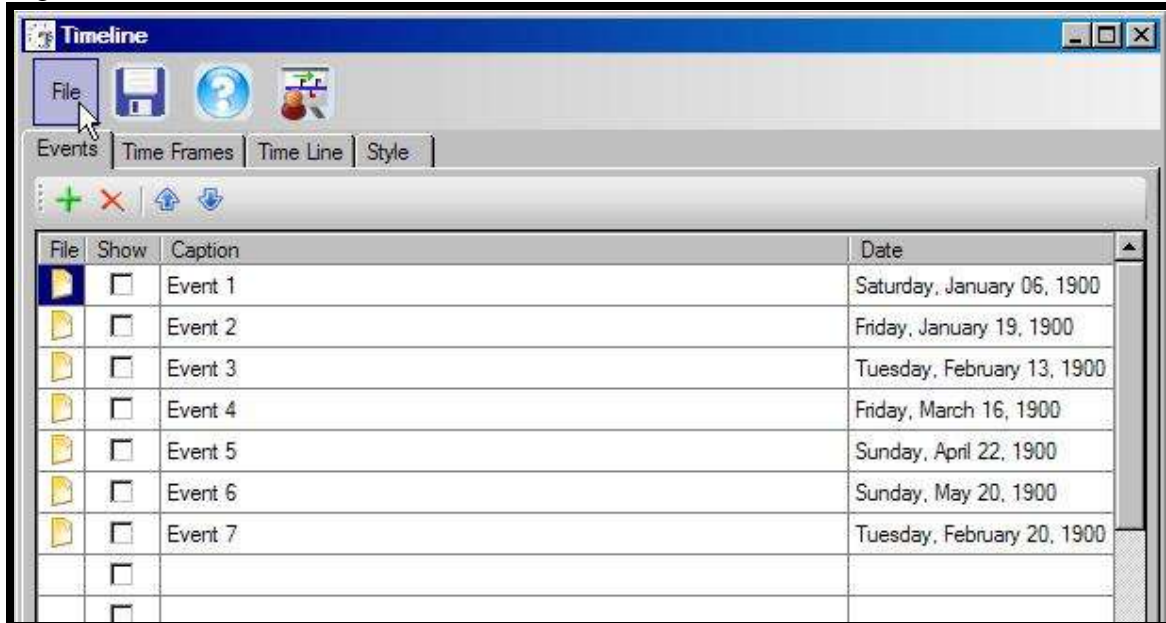 Timeline
File
Events Time Frames Time Line Style
File Show Caption Date
Event 1 Saturday, January 06, 1900
Event 2 Friday, January 19, 1900
Event 3 Tuesday, February 13, 1900
Event 4 Friday, March 16, 1900
Event 5 Sunday, April 22, 1900
Event 6 Sunday, May 20, 1900
Event 7 Tuesday, February 20, 1900